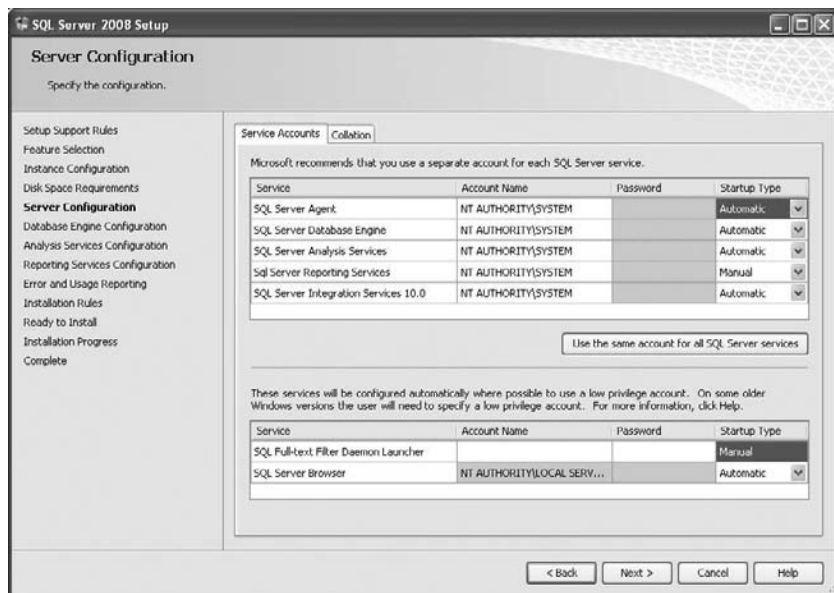 SQL Server 2008 Setup
Server Configuration
Specify the configuration.
Setup Support Rules
Feature Selection
Instance Configuration
Disk Space Requirements
Server Configuration
Database Engine Configuration
Analysis Services Configuration
Reporting Services Configuration
Error and Usage Reporting
Installation Rules
Ready to Install
Installation Progress
Complete
Service Accounts Collation
Microsoft recommends that you use a separate account for each SQL Server service.
Service Account Name Password Startup Type
SQL Server Agent NT AUTHORITY\SYSTEM Automatic
SQL Server Database Engine NT AUTHORITY\SYSTEM Automatic
SQL Server Analysis Services NT AUTHORITY\SYSTEM Automatic
Sql Server Reporting Services NT AUTHORITY\SYSTEM Manual
SQL Server Integration Services 10.0 NT AUTHORITY\SYSTEM Automatic
Use the same account for all SQL Server services
These services will be configured automatically where possible to use a low privilege account. On some older
Windows versions the user will need to specify a low privilege account. For more information, click Help.
Service Account Name Password Startup Type
SQL Full-text Filter Daemon Launcher Manual
SQL Server Browser NT AUTHORITY\LOCAL SERV... Automatic
< Back Next > Cancel Help